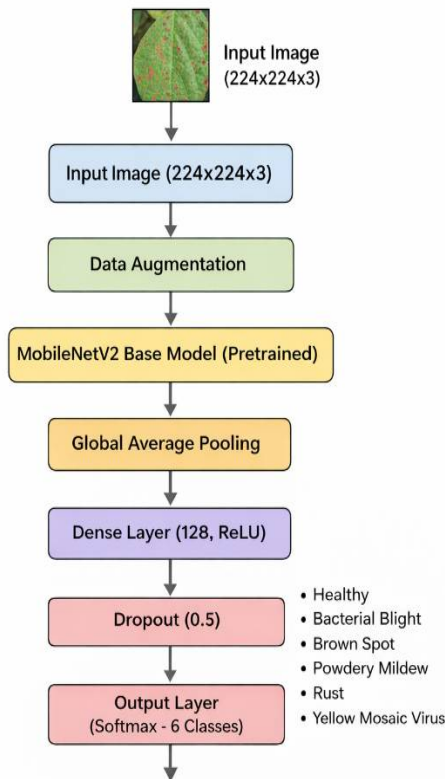 Input Image
(224x224x3)
Input Image (224x224x3)
Data Augmentation
MobileNetV2 Base Model (Pretrained)
Global Average Pooling
Dense Layer (128, ReLU)
Dropout (0.5)
Output Layer
(Softmax - 6 Classes)
• Healthy
• Bacterial Blight
• Brown Spot
• Powdery Mildew
• Rust
• Yellow Mosaic Virus